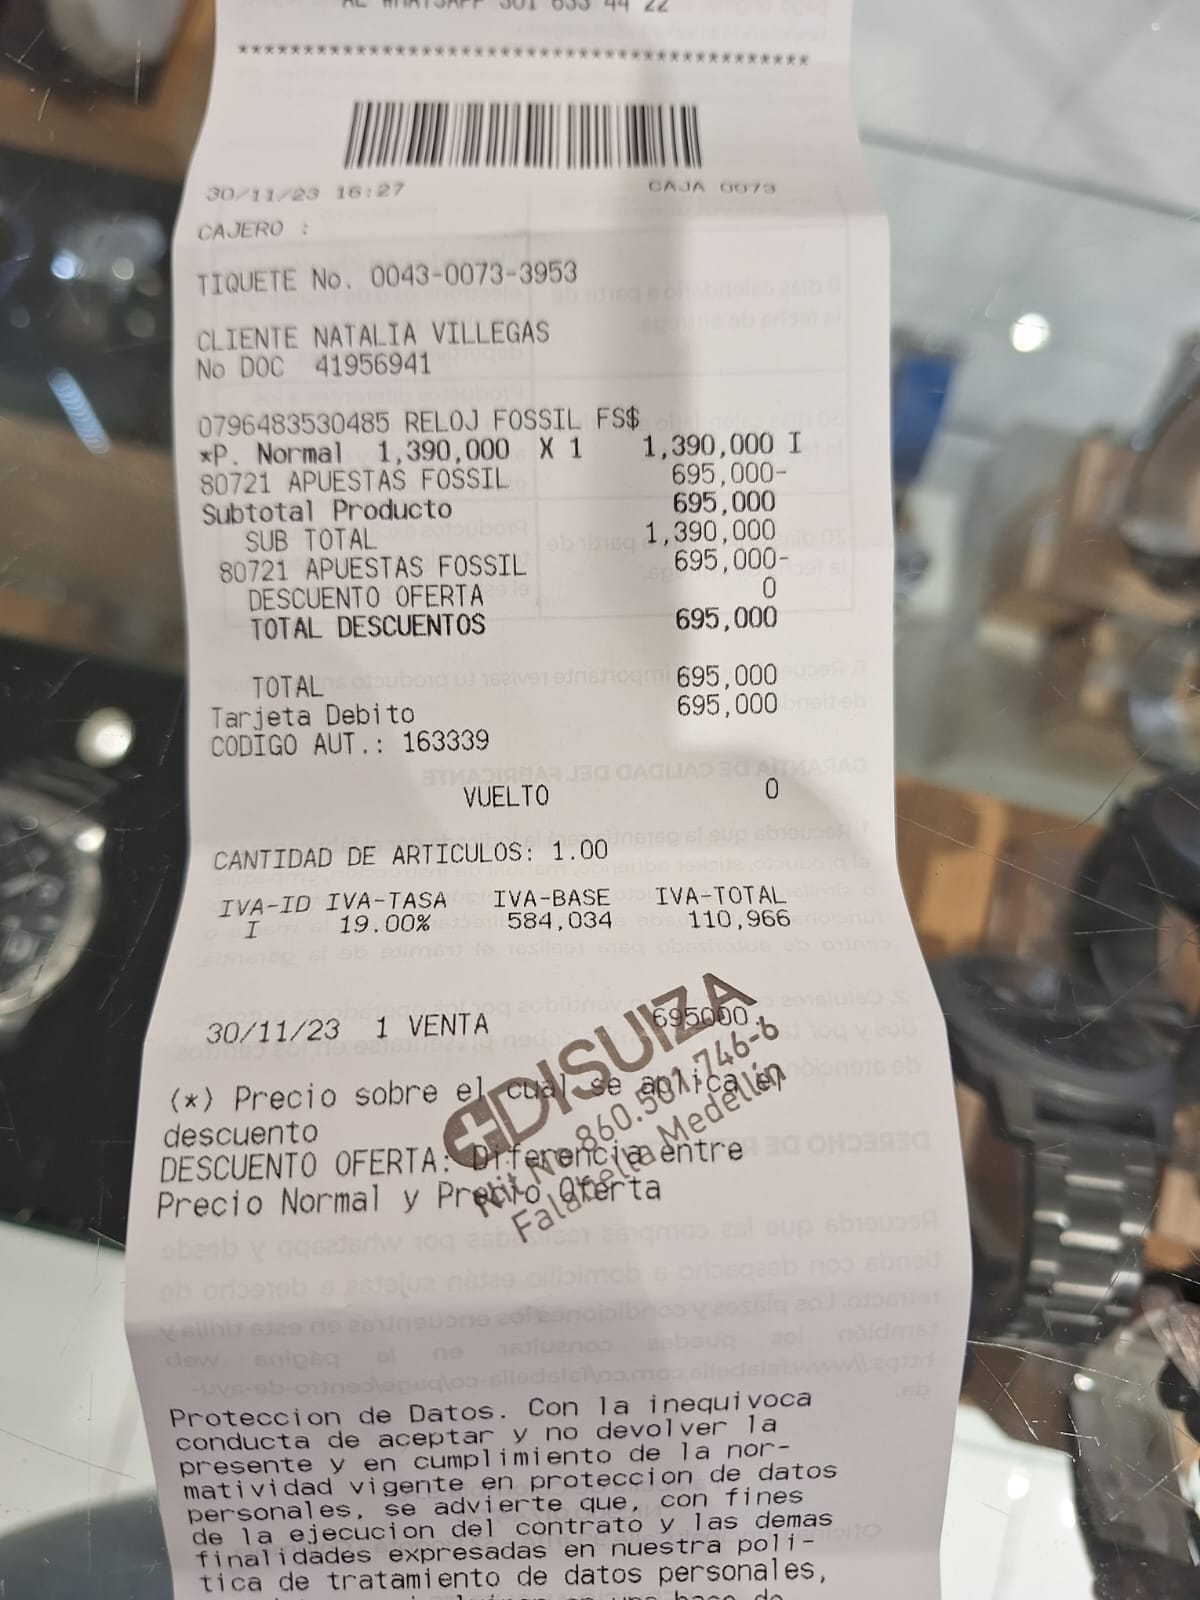 AL WHATSAPP 301 633 44 22
********************************************
30/11/23 16:27 CAJA 0073
CAJERO :
TIQUETE No. 0043-0073-3953
CLIENTE NATALIA VILLEGAS
No DOC 41956941
0796483530485 RELOJ FOSSIL FS$
*P. Normal 1,390,000 X 1 1,390,000 I
80721 APUESTAS FOSSIL 695,000-
Subtotal Producto 695,000
SUB TOTAL 1,390,000
80721 APUESTAS FOSSIL 695,000-
DESCUENTO OFERTA 0
TOTAL DESCUENTOS 695,000
TOTAL 695,000
Tarjeta Debito 695,000
CODIGO AUT.: 163339
VUELTO 0
CANTIDAD DE ARTICULOS: 1.00
IVA-ID IVA-TASA IVA-BASE IVA-TOTAL
I 19.00% 584,034 110,966
30/11/23 1 VENTA 695000.
DISUIZA
Nit Nº 860.501.746-6
Falabella Medellín
(*) Precio sobre el cual se aplica el
descuento
DESCUENTO OFERTA: Diferencia entre
Precio Normal y Precio Oferta
Proteccion de Datos. Con la inequivoca
conducta de aceptar y no devolver la
presente y en cumplimiento de la nor-
matividad vigente en proteccion de datos
personales, se advierte que, con fines
de la ejecucion del contrato y las demas
finalidades expresadas en nuestra poli-
tica de tratamiento de datos personales,